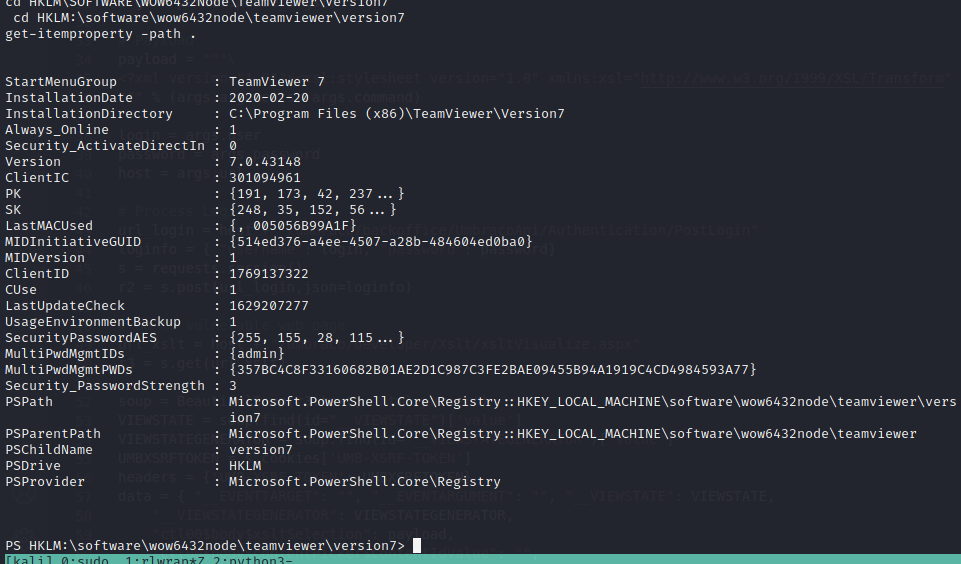 cd HKLM\SOFTWARE\WOW6432Node\TeamViewer\Version7
 cd HKLM:\software\wow6432node\teamviewer\version7
get-itemproperty -path .
StartMenuGroup : TeamViewer 7
InstallationDate : 2020-02-20
InstallationDirectory : C:\Program Files (x86)\TeamViewer\Version7
Always_Online : 1
Security_ActivateDirectIn : 0
Version : 7.0.43148
ClientIC : 301094961
PK : {191, 173, 42, 237...}
SK : {248, 35, 152, 56...}
LastMACUsed : {, 005056B99A1F}
MIDInitiativeGUID : {514ed376-a4ee-4507-a28b-484604ed0ba0}
MIDVersion : 1
ClientID : 1769137322
CUse : 1
LastUpdateCheck : 1629207277
UsageEnvironmentBackup : 1
SecurityPasswordAES : {255, 155, 28, 115...}
MultiPwdMgmtIDs : {admin}
MultiPwdMgmtPWDs : {357BC4C8F33160682B01AE2D1C987C3FE2BAE09455B94A1919C4CD4984593A77}
Security_PasswordStrength : 3
PSPath : Microsoft.PowerShell.Core\Registry::HKEY_LOCAL_MACHINE\software\wow6432node\teamviewer\vers
ion7
PSParentPath : Microsoft.PowerShell.Core\Registry::HKEY_LOCAL_MACHINE\software\wow6432node\teamviewer
PSChildName : version7
PSDrive : HKLM
PSProvider : Microsoft.PowerShell.Core\Registry
PS HKLM:\software\wow6432node\teamviewer\version7>
[kali] 0:sudo 1:rlwrap*Z 2:python3-